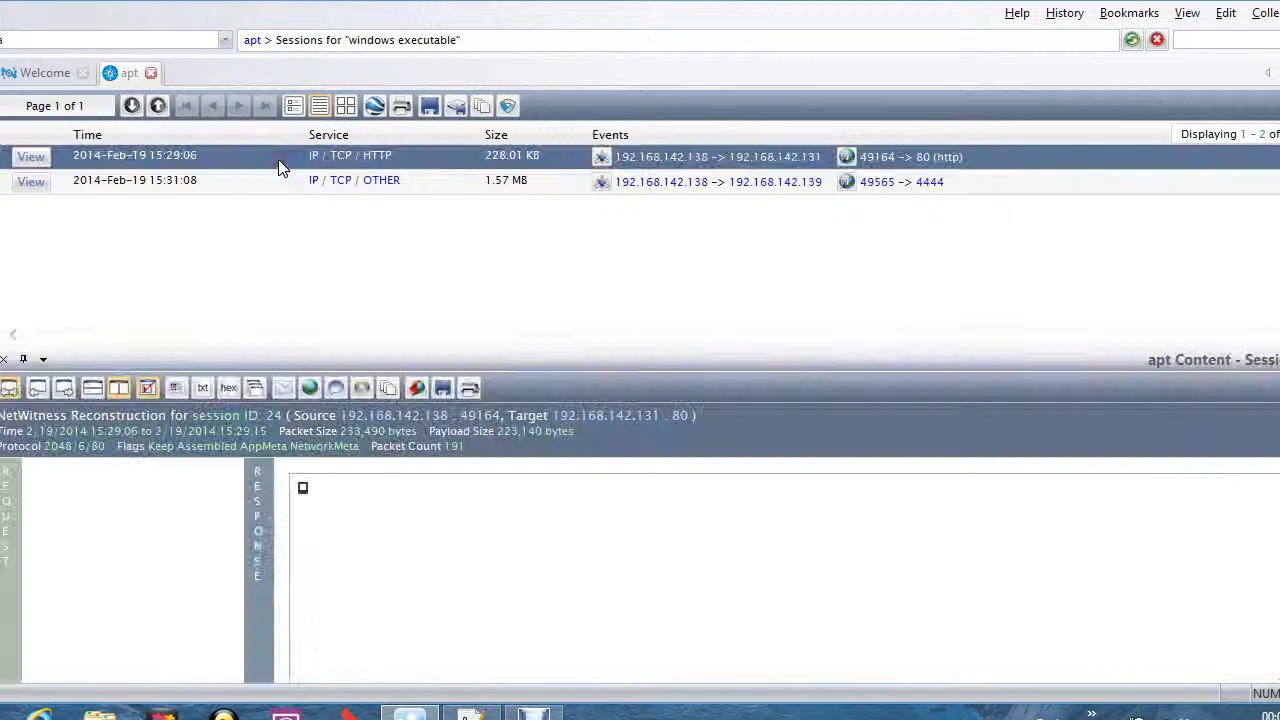 Help History Bookmarks View Edit Colle
a apt > Sessions for "windows executable"
Welcome apt
Page 1 of 1
Time Service Size Events Displaying 1 - 2 of
View 2014-Feb-19 15:29:06 IP / TCP / HTTP 228.01 KB 192.168.142.138 -> 192.168.142.131 49164 -> 80 (http)
View 2014-Feb-19 15:31:08 IP / TCP / OTHER 1.57 MB 192.168.142.138 -> 192.168.142.139 49565 -> 4444
apt Content - Sessi
txt hex
NetWitness Reconstruction for session ID: 24 ( Source 192.168.142.138 : 49164, Target 192.168.142.131 : 80 )
Time 2/19/2014 15:29:06 to 2/19/2014 15:29:15 Packet Size 233,490 bytes Payload Size 223,140 bytes
Protocol 2048/6/80 Flags Keep Assembled AppMeta NetworkMeta Packet Count 191
REQUEST
RESPONSE
NUM